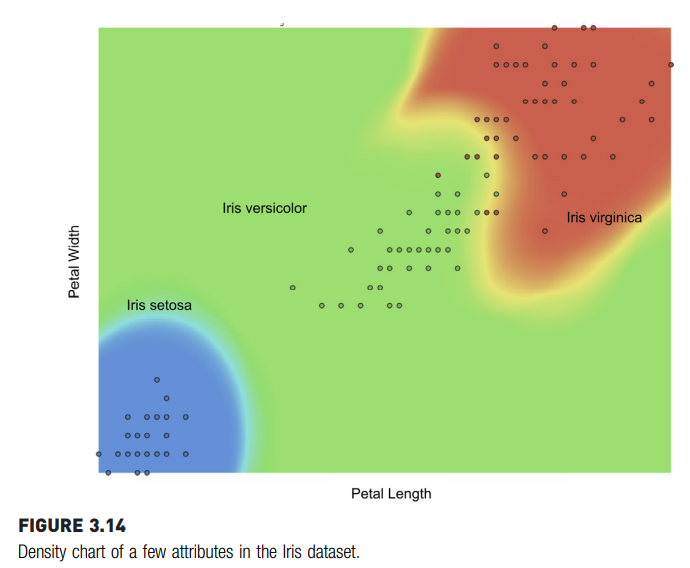 Iris versicolor
Iris virginica
Petal Width
Iris setosa
Petal Length
FIGURE 3.14
Density chart of a few attributes in the Iris dataset.